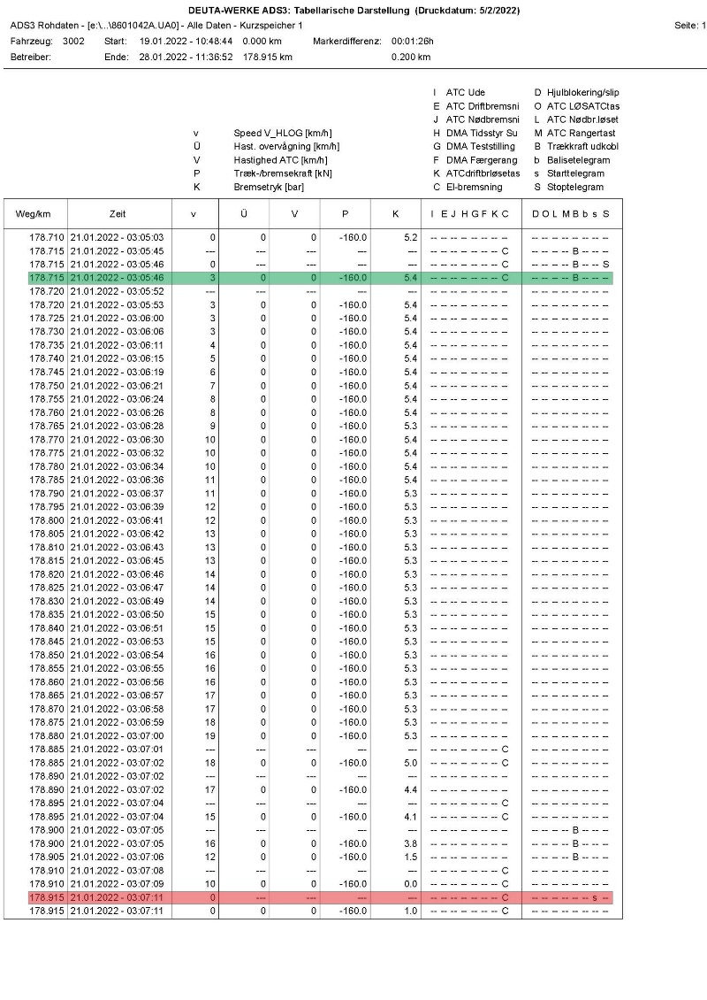 DEUTA-WERKE ADS3: Tabellarische Darstellung (Druckdatum: 5/2/2022)
ADS3 Rohdaten - [e:\...\8601042A.UA0] - Alle Daten - Kurzspeicher 1 Seite: 1
Fahrzeug: 3002 Start: 19.01.2022 - 10:48:44 0.000 km Markerdifferenz: 00:01:26h
Betreiber: Ende: 28.01.2022 - 11:36:52 178.915 km 0.200 km
I ATC Ude D Hjulblokering/slip
E ATC Driftbremsni O ATC LØSATCtas
J ATC Nødbremsni L ATC Nødbr.løset
v Speed V_HLOG [km/h] H DMA Tidsstyr Su M ATC Rangertast
Ü Hast. overvågning [km/h] G DMA Teststilling B Trækkraft udkobl
V Hastighed ATC [km/h] F DMA Færgerang b Balisetelegram
P Træk-/bremsekraft [kN] K ATCdriftbrløsetas s Starttelegram
K Bremsetryk [bar] C El-bremsning S Stoptelegram
Weg/km Zeit v Ü V P K I E J H G F K C D O L M B b s S
178.710 21.01.2022 - 03:05:03 0 0 0 -160.0 5.2 -- -- -- -- -- -- -- -- -- -- -- -- -- -- -- --
178.715 21.01.2022 - 03:05:45 --- --- --- --- --- -- -- -- -- -- -- -- C -- -- -- -- B -- -- --
178.715 21.01.2022 - 03:05:46 0 0 0 -160.0 5.4 -- -- -- -- -- -- -- C -- -- -- -- B -- -- S
178.715 21.01.2022 - 03:05:46 3 0 0 -160.0 5.4 -- -- -- -- -- -- -- C -- -- -- -- B -- -- --
178.720 21.01.2022 - 03:05:52 --- --- --- --- --- -- -- -- -- -- -- -- -- -- -- -- -- -- -- -- --
178.720 21.01.2022 - 03:05:53 3 0 0 -160.0 5.4 -- -- -- -- -- -- -- -- -- -- -- -- -- -- -- --
178.725 21.01.2022 - 03:06:00 3 0 0 -160.0 5.4 -- -- -- -- -- -- -- -- -- -- -- -- -- -- -- --
178.730 21.01.2022 - 03:06:06 3 0 0 -160.0 5.4 -- -- -- -- -- -- -- -- -- -- -- -- -- -- -- --
178.735 21.01.2022 - 03:06:11 4 0 0 -160.0 5.4 -- -- -- -- -- -- -- -- -- -- -- -- -- -- -- --
178.740 21.01.2022 - 03:06:15 5 0 0 -160.0 5.4 -- -- -- -- -- -- -- -- -- -- -- -- -- -- -- --
178.745 21.01.2022 - 03:06:19 6 0 0 -160.0 5.4 -- -- -- -- -- -- -- -- -- -- -- -- -- -- -- --
178.750 21.01.2022 - 03:06:21 7 0 0 -160.0 5.4 -- -- -- -- -- -- -- -- -- -- -- -- -- -- -- --
178.755 21.01.2022 - 03:06:24 8 0 0 -160.0 5.4 -- -- -- -- -- -- -- -- -- -- -- -- -- -- -- --
178.760 21.01.2022 - 03:06:26 8 0 0 -160.0 5.4 -- -- -- -- -- -- -- -- -- -- -- -- -- -- -- --
178.765 21.01.2022 - 03:06:28 9 0 0 -160.0 5.3 -- -- -- -- -- -- -- -- -- -- -- -- -- -- -- --
178.770 21.01.2022 - 03:06:30 10 0 0 -160.0 5.4 -- -- -- -- -- -- -- -- -- -- -- -- -- -- -- --
178.775 21.01.2022 - 03:06:32 10 0 0 -160.0 5.4 -- -- -- -- -- -- -- -- -- -- -- -- -- -- -- --
178.780 21.01.2022 - 03:06:34 10 0 0 -160.0 5.4 -- -- -- -- -- -- -- -- -- -- -- -- -- -- -- --
178.785 21.01.2022 - 03:06:36 11 0 0 -160.0 5.4 -- -- -- -- -- -- -- -- -- -- -- -- -- -- -- --
178.790 21.01.2022 - 03:06:37 11 0 0 -160.0 5.3 -- -- -- -- -- -- -- -- -- -- -- -- -- -- -- --
178.795 21.01.2022 - 03:06:39 12 0 0 -160.0 5.3 -- -- -- -- -- -- -- -- -- -- -- -- -- -- -- --
178.800 21.01.2022 - 03:06:41 12 0 0 -160.0 5.3 -- -- -- -- -- -- -- -- -- -- -- -- -- -- -- --
178.805 21.01.2022 - 03:06:42 13 0 0 -160.0 5.3 -- -- -- -- -- -- -- -- -- -- -- -- -- -- -- --
178.810 21.01.2022 - 03:06:43 13 0 0 -160.0 5.3 -- -- -- -- -- -- -- -- -- -- -- -- -- -- -- --
178.815 21.01.2022 - 03:06:45 13 0 0 -160.0 5.3 -- -- -- -- -- -- -- -- -- -- -- -- -- -- -- --
178.820 21.01.2022 - 03:06:46 14 0 0 -160.0 5.3 -- -- -- -- -- -- -- -- -- -- -- -- -- -- -- --
178.825 21.01.2022 - 03:06:47 14 0 0 -160.0 5.3 -- -- -- -- -- -- -- -- -- -- -- -- -- -- -- --
178.830 21.01.2022 - 03:06:49 14 0 0 -160.0 5.3 -- -- -- -- -- -- -- -- -- -- -- -- -- -- -- --
178.835 21.01.2022 - 03:06:50 15 0 0 -160.0 5.3 -- -- -- -- -- -- -- -- -- -- -- -- -- -- -- --
178.840 21.01.2022 - 03:06:51 15 0 0 -160.0 5.3 -- -- -- -- -- -- -- -- -- -- -- -- -- -- -- --
178.845 21.01.2022 - 03:06:53 15 0 0 -160.0 5.3 -- -- -- -- -- -- -- -- -- -- -- -- -- -- -- --
178.850 21.01.2022 - 03:06:54 16 0 0 -160.0 5.3 -- -- -- -- -- -- -- -- -- -- -- -- -- -- -- --
178.855 21.01.2022 - 03:06:55 16 0 0 -160.0 5.3 -- -- -- -- -- -- -- -- -- -- -- -- -- -- -- --
178.860 21.01.2022 - 03:06:56 16 0 0 -160.0 5.3 -- -- -- -- -- -- -- -- -- -- -- -- -- -- -- --
178.865 21.01.2022 - 03:06:57 17 0 0 -160.0 5.3 -- -- -- -- -- -- -- -- -- -- -- -- -- -- -- --
178.870 21.01.2022 - 03:06:58 17 0 0 -160.0 5.3 -- -- -- -- -- -- -- -- -- -- -- -- -- -- -- --
178.875 21.01.2022 - 03:06:59 18 0 0 -160.0 5.3 -- -- -- -- -- -- -- -- -- -- -- -- -- -- -- --
178.880 21.01.2022 - 03:07:00 19 0 0 -160.0 5.3 -- -- -- -- -- -- -- -- -- -- -- -- -- -- -- --
178.885 21.01.2022 - 03:07:01 --- --- --- --- --- -- -- -- -- -- -- -- C -- -- -- -- -- -- -- --
178.885 21.01.2022 - 03:07:02 18 0 0 -160.0 5.0 -- -- -- -- -- -- -- C -- -- -- -- -- -- -- --
178.890 21.01.2022 - 03:07:02 --- --- --- --- --- -- -- -- -- -- -- -- -- -- -- -- -- -- -- -- --
178.890 21.01.2022 - 03:07:02 17 0 0 -160.0 4.4 -- -- -- -- -- -- -- -- -- -- -- -- -- -- -- --
178.895 21.01.2022 - 03:07:04 --- --- --- --- --- -- -- -- -- -- -- -- C -- -- -- -- -- -- -- --
178.895 21.01.2022 - 03:07:04 15 0 0 -160.0 4.1 -- -- -- -- -- -- -- C -- -- -- -- -- -- -- --
178.900 21.01.2022 - 03:07:05 --- --- --- --- --- -- -- -- -- -- -- -- -- -- -- -- -- B -- -- --
178.900 21.01.2022 - 03:07:05 16 0 0 -160.0 3.8 -- -- -- -- -- -- -- -- -- -- -- -- B -- -- --
178.905 21.01.2022 - 03:07:06 12 0 0 -160.0 1.5 -- -- -- -- -- -- -- -- -- -- -- -- B -- -- --
178.910 21.01.2022 - 03:07:08 --- --- --- --- --- -- -- -- -- -- -- -- C -- -- -- -- -- -- -- --
178.910 21.01.2022 - 03:07:09 10 0 0 -160.0 0.0 -- -- -- -- -- -- -- C -- -- -- -- -- -- -- --
178.915 21.01.2022 - 03:07:11 0 --- --- --- --- -- -- -- -- -- -- -- C -- -- -- -- -- -- s --
178.915 21.01.2022 - 03:07:11 0 0 0 -160.0 1.0 -- -- -- -- -- -- -- C -- -- -- -- -- -- -- --